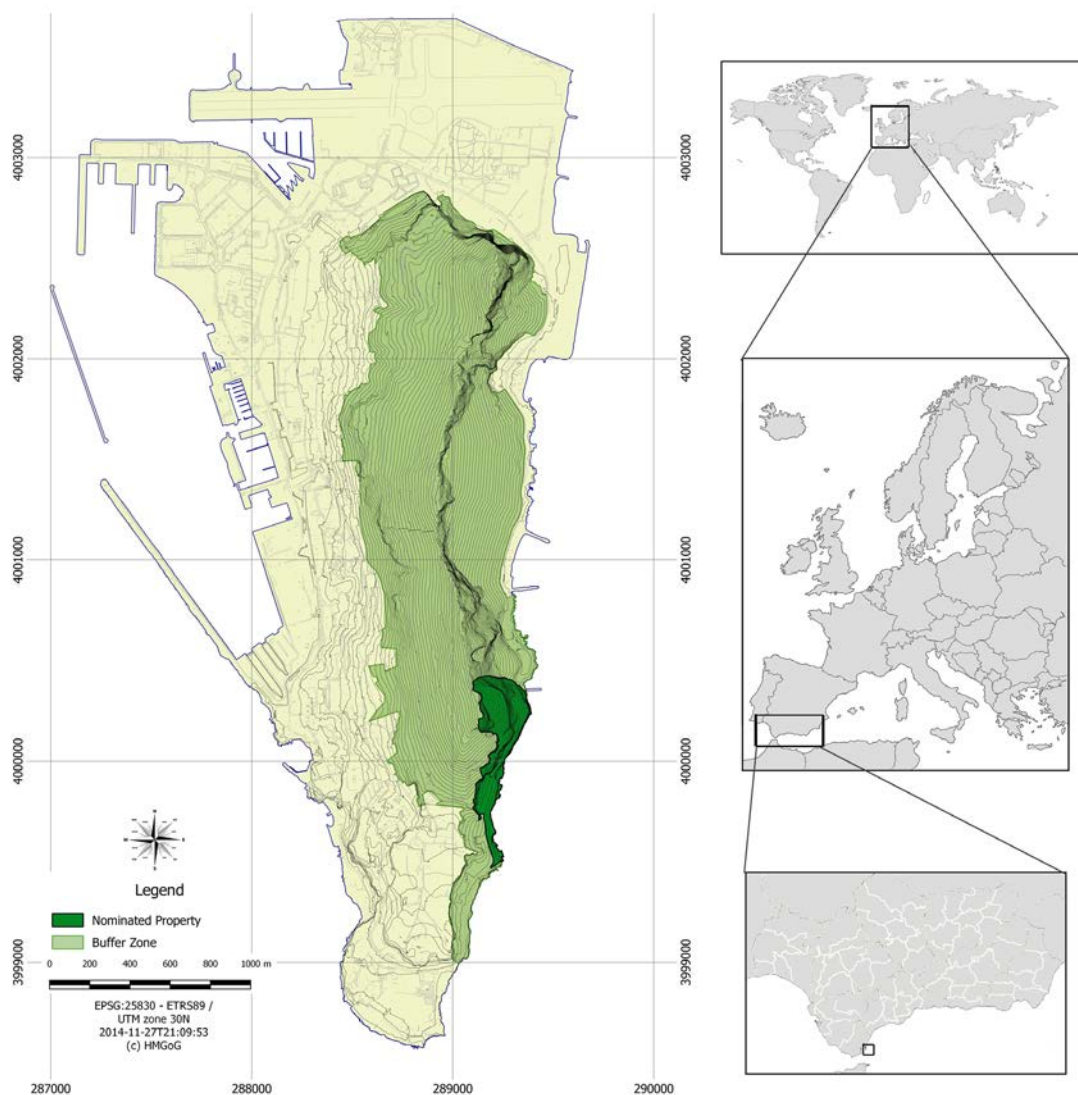 4003000
4003000
4002000
4002000
4001000
4001000
4000000
4000000
3999000
3999000
N
W
E
S
Legend
Nominated Property
Buffer Zone
0 200 400 600 800 1000 m
EPSG:25830 - ETRS89 /
UTM zone 30N
2014-11-27T21:09:53
(c) HMGoG
287000 288000 289000 290000